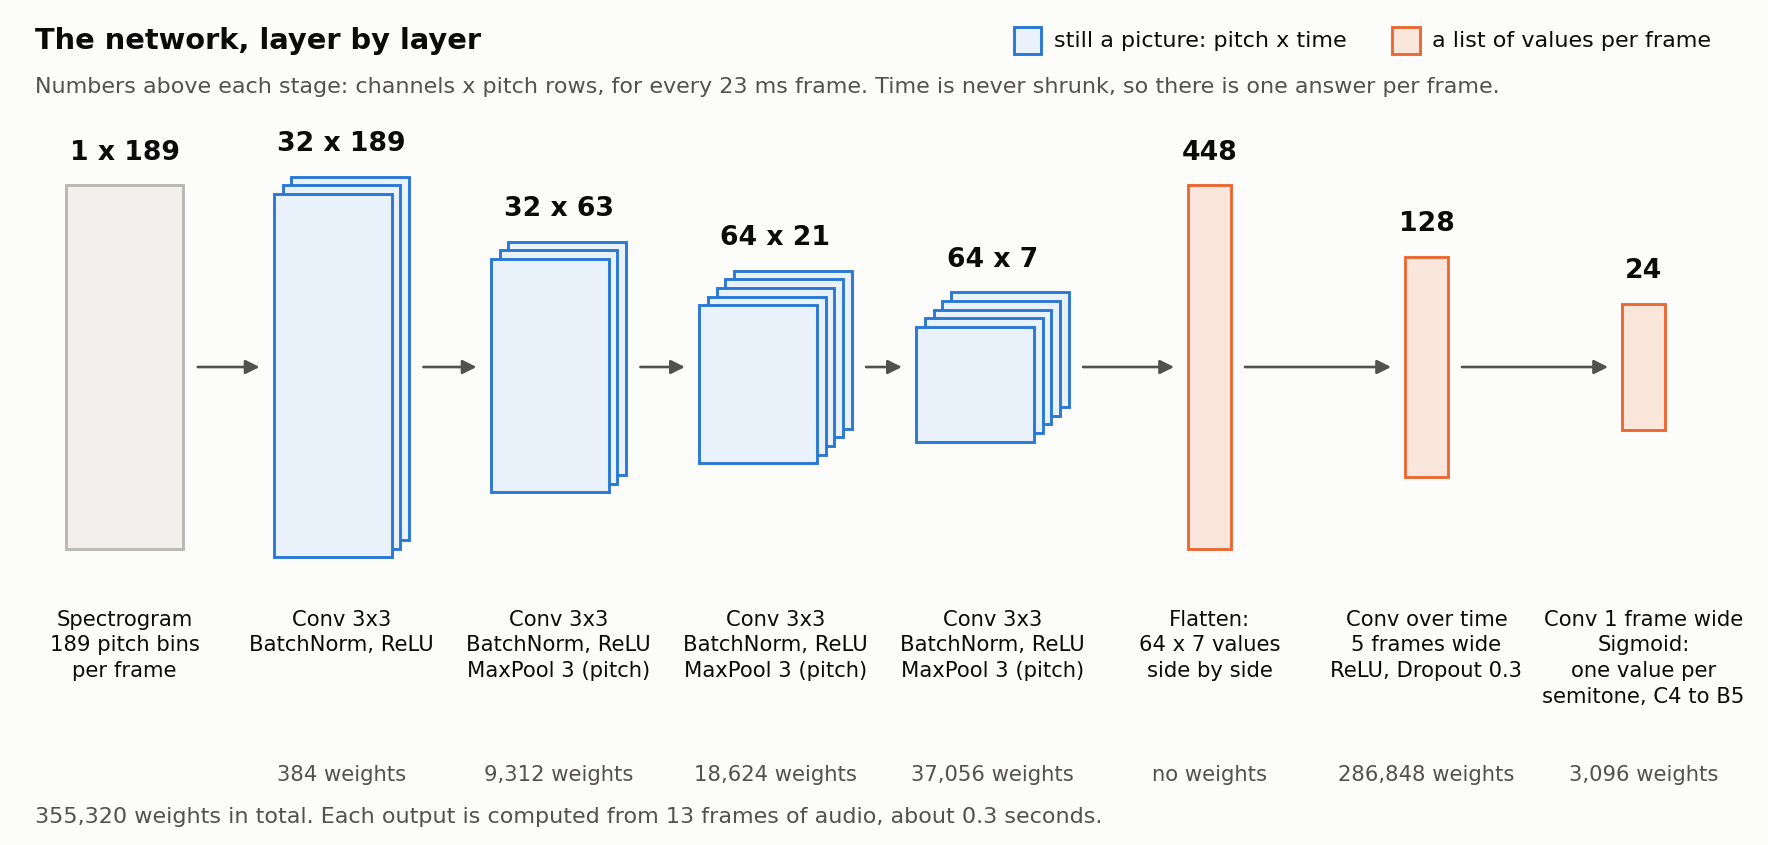 The network, layer by layer
still a picture: pitch x time
a list of values per frame
Numbers above each stage: channels x pitch rows, for every 23 ms frame. Time is never shrunk, so there is one answer per frame.
1 x 189
32 x 189
32 x 63
64 x 21
64 x 7
448
128
24
Spectrogram
189 pitch bins
per frame
Conv 3x3
BatchNorm, ReLU
Conv 3x3
BatchNorm, ReLU
MaxPool 3 (pitch)
Conv 3x3
BatchNorm, ReLU
MaxPool 3 (pitch)
Conv 3x3
BatchNorm, ReLU
MaxPool 3 (pitch)
Flatten:
64 x 7 values
side by side
Conv over time
5 frames wide
ReLU, Dropout 0.3
Conv 1 frame wide
Sigmoid:
one value per
semitone, C4 to B5
384 weights
9,312 weights
18,624 weights
37,056 weights
no weights
286,848 weights
3,096 weights
355,320 weights in total. Each output is computed from 13 frames of audio, about 0.3 seconds.